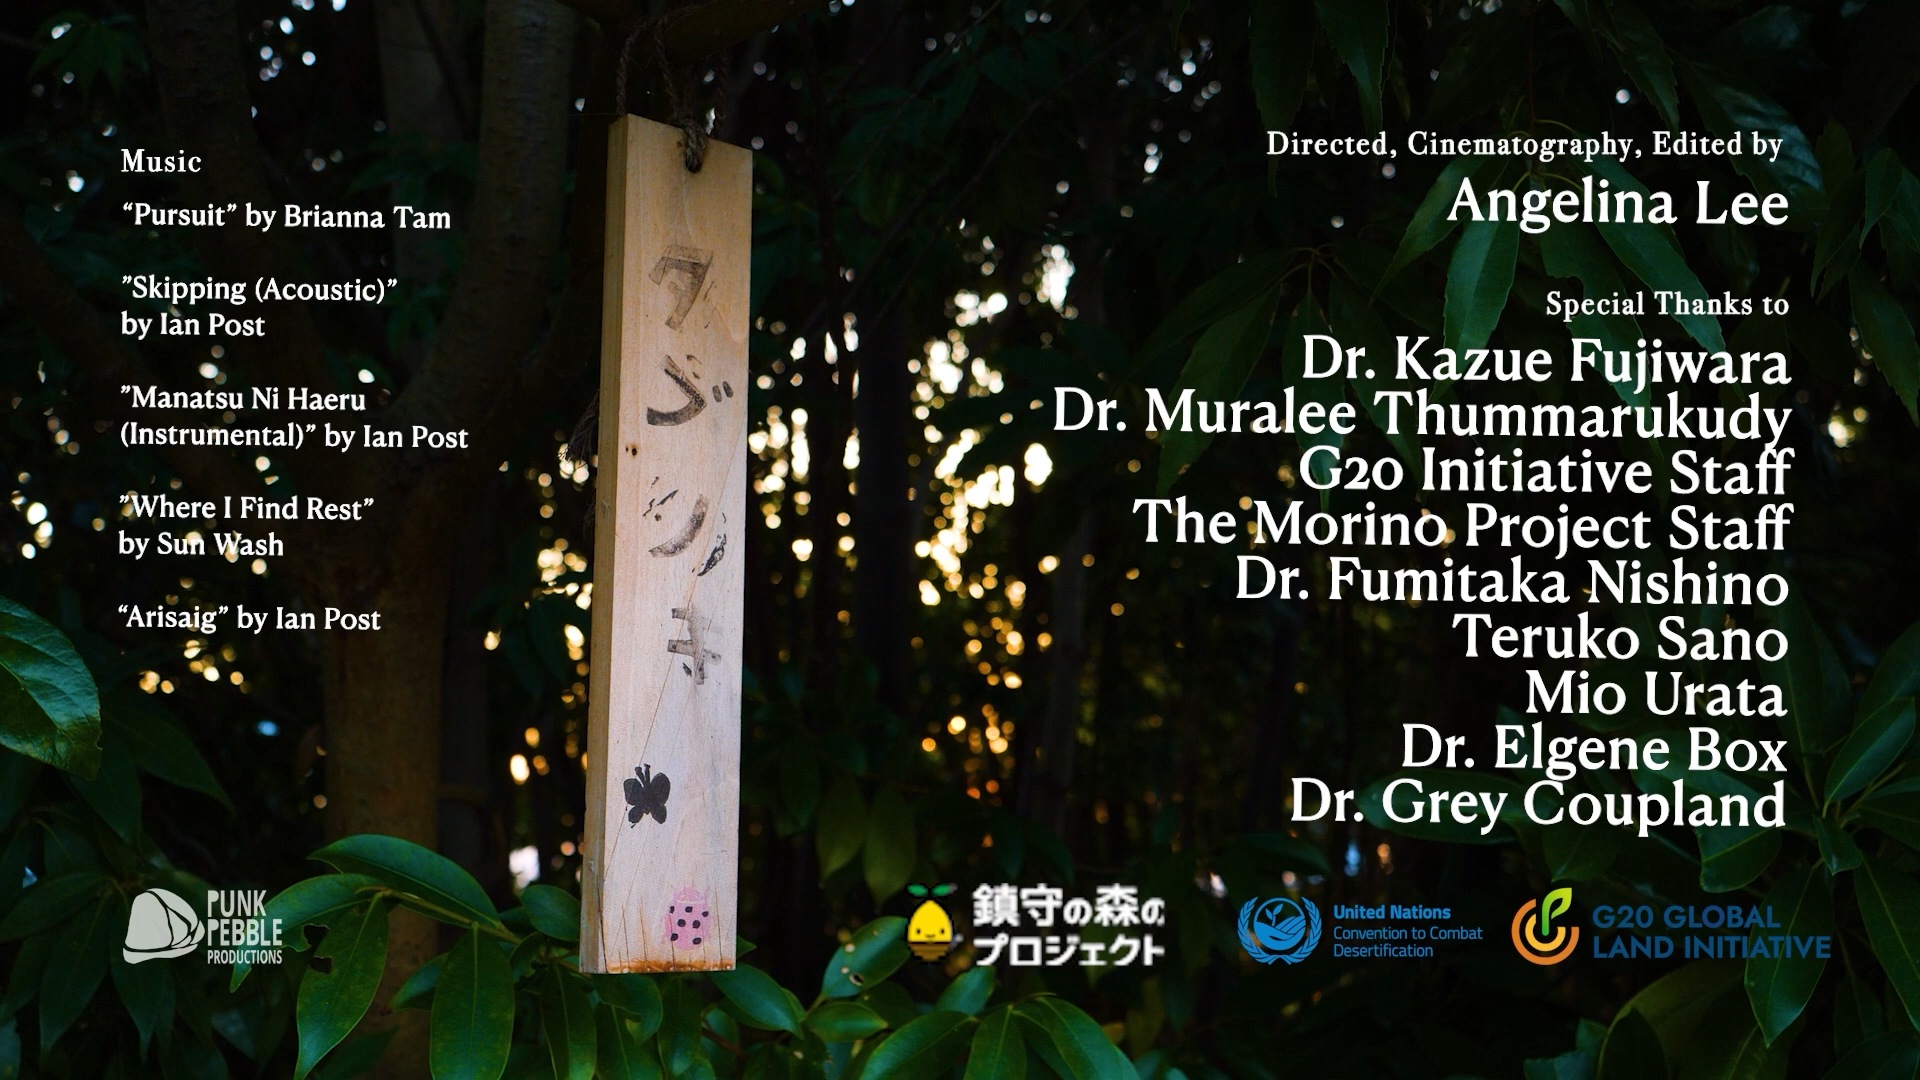 Music
“Pursuit” by Brianna Tam
”Skipping (Acoustic)”
by Ian Post
”Manatsu Ni Haeru
(Instrumental)” by Ian Post
”Where I Find Rest”
by Sun Wash
“Arisaig” by Ian Post
タブノキ
Directed, Cinematography, Edited by
Angelina Lee
Special Thanks to
Dr. Kazue Fujiwara
Dr. Muralee Thummarukudy
G20 Initiative Staff
The Morino Project Staff
Dr. Fumitaka Nishino
Teruko Sano
Mio Urata
Dr. Elgene Box
Dr. Grey Coupland
PUNK
PEBBLE
PRODUCTIONS
鎮守の森の
プロジェクト
United Nations
Convention to Combat
Desertification
G20 GLOBAL
LAND INITIATIVE